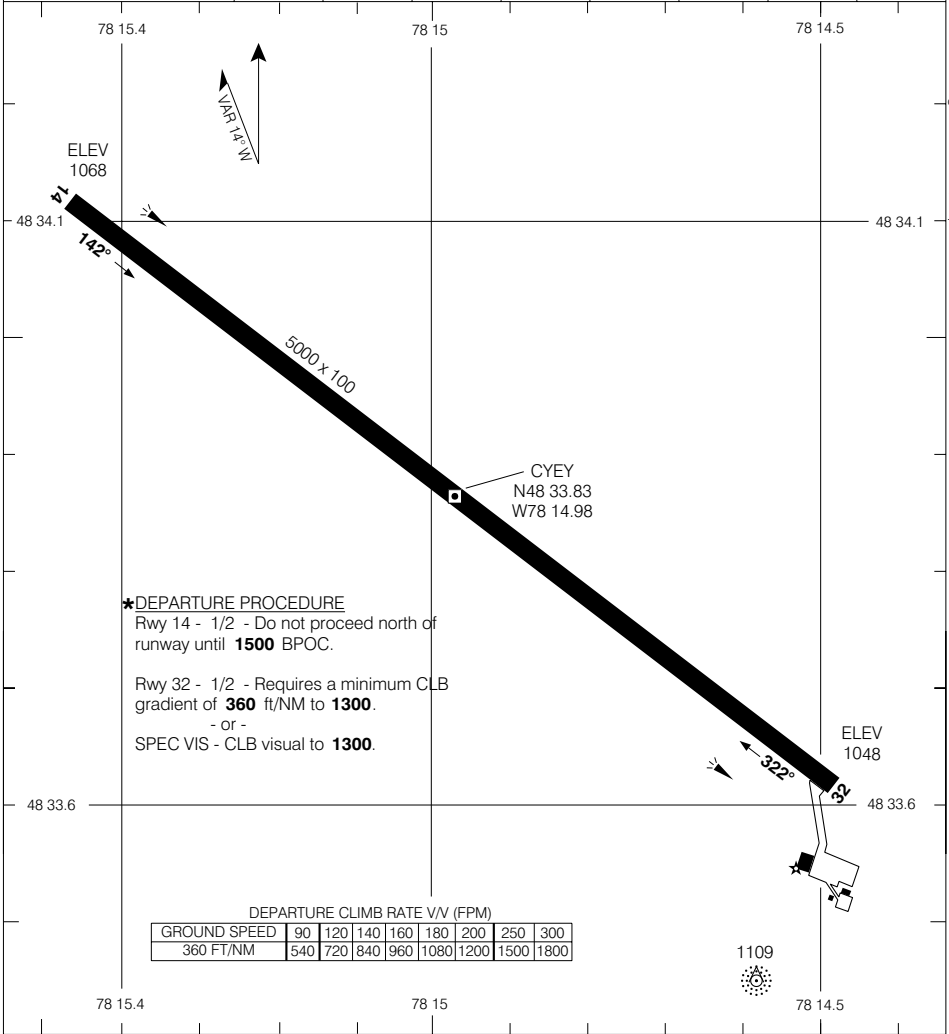 78 15.4 78 15 78 14.5
VAR 14° W
ELEV
1068
14
48 34.1 48 34.1
142°
5000 x 100
CYEY
N48 33.83
W78 14.98
*DEPARTURE PROCEDURE
Rwy 14 - 1/2 - Do not proceed north of
runway until 1500 BPOC.
Rwy 32 - 1/2 - Requires a minimum CLB
gradient of 360 ft/NM to 1300.
- or -
SPEC VIS - CLB visual to 1300.
ELEV
1048
322°
32
48 33.6 48 33.6
DEPARTURE CLIMB RATE V/V (FPM)
GROUND SPEED 90 120 140 160 180 200 250 300
360 FT/NM 540 720 840 960 1080 1200 1500 1800
1109
78 15.4 78 15 78 14.5